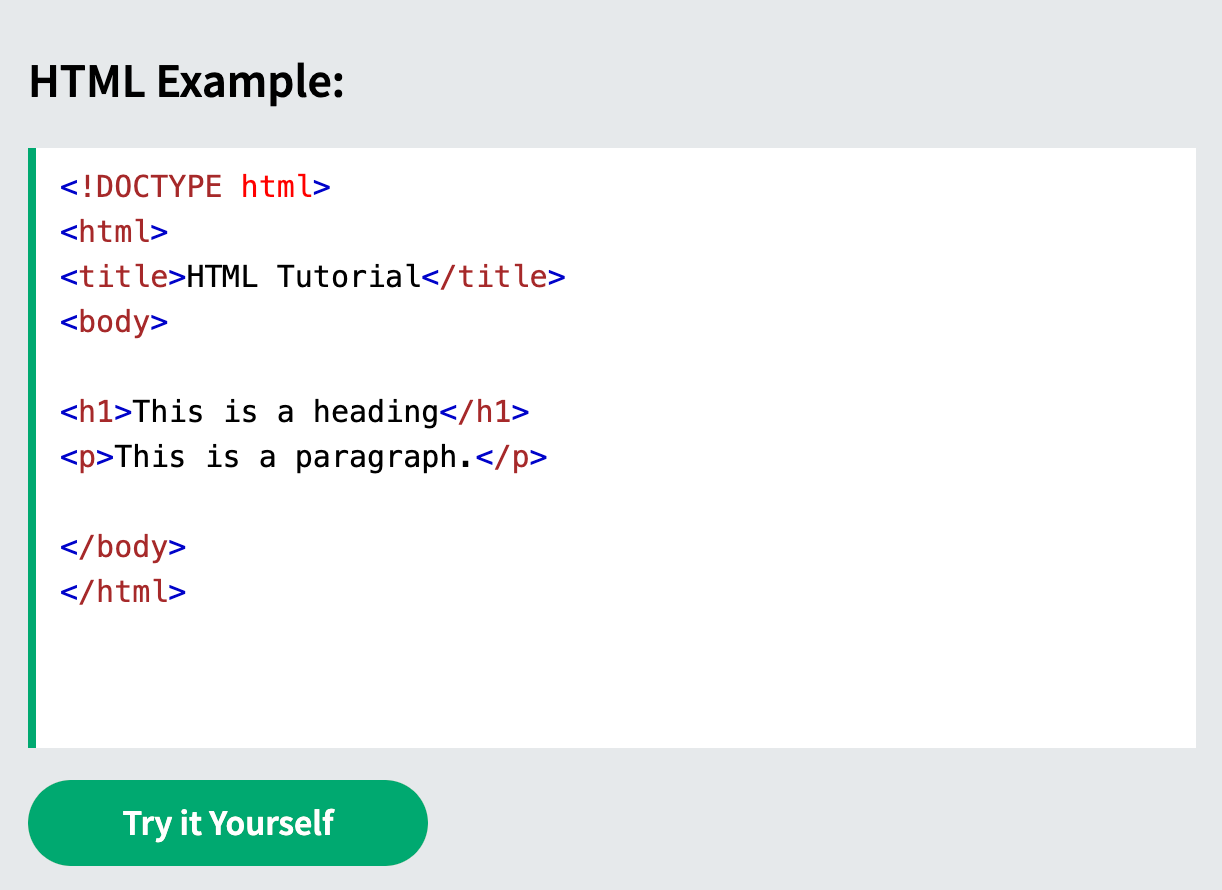 HTML Example:
<!DOCTYPE html>
<html>
<title>HTML Tutorial</title>
<body>
<h1>This is a heading</h1>
<p>This is a paragraph.</p>
</body>
</html>
Try it Yourself